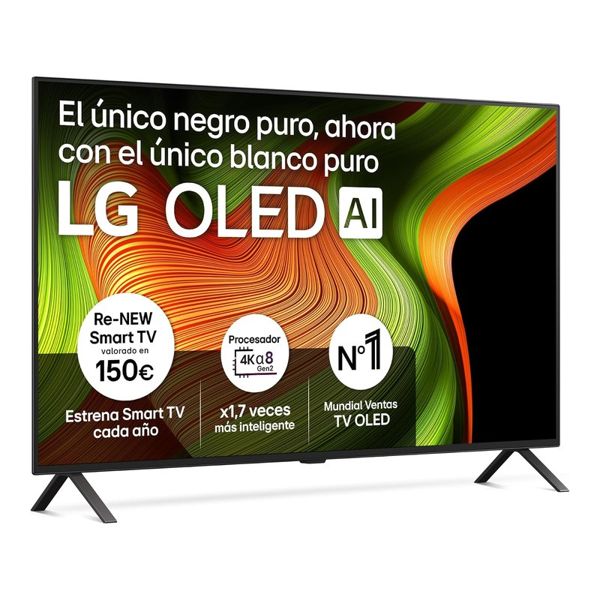 El único negro puro, ahora
con el único blanco puro
LG OLED AI
Re-NEW
Smart TV
valorado en
150€
Estrena Smart TV
cada año
Procesador
4K α8
Gen2
x1,7 veces
más inteligente
Nº1
Mundial Ventas
TV OLED